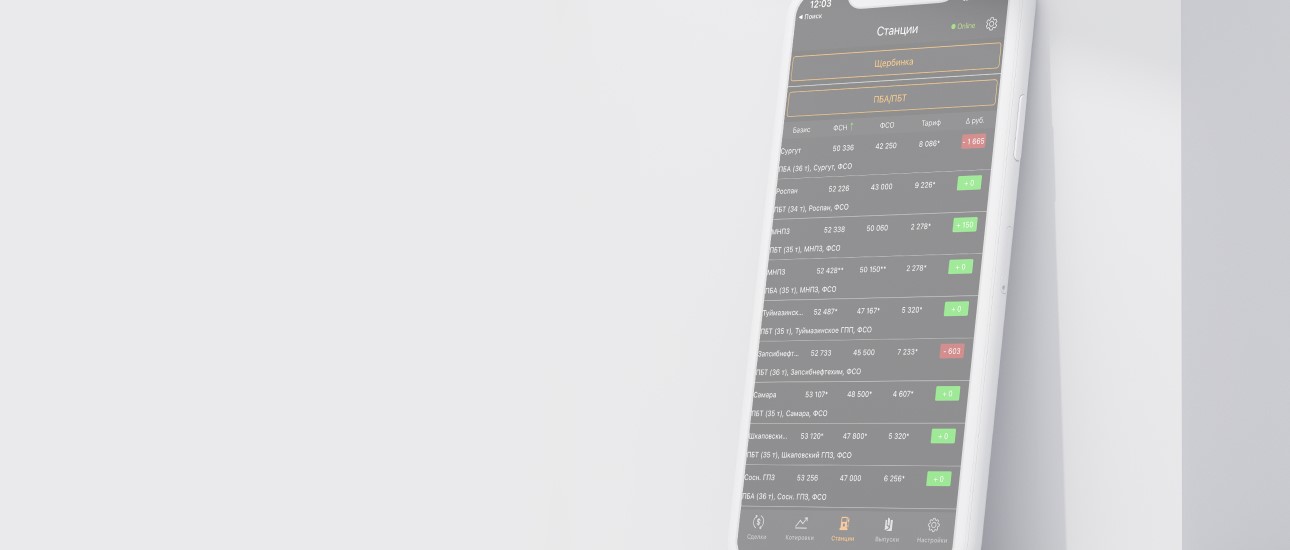 12:03
Поиск
Станции
Online
Щербинка
ПБА/ПБТ
Базис ФСН ↑ ФСО Тариф Δ руб.
Сургут 50 336 42 250 8 086* - 1 665
ПБА (36 т), Сургут, ФСО
Роспан 52 226 43 000 9 226* + 0
ПБТ (34 т), Роспан, ФСО
МНПЗ 52 338 50 060 2 278* + 150
ПБТ (35 т), МНПЗ, ФСО
МНПЗ 52 428** 50 150** 2 278* + 0
ПБА (35 т), МНПЗ, ФСО
Туймазинск... 52 487* 47 167* 5 320* + 0
ПБТ (35 т), Туймазинское ГПП, ФСО
Запсибнефт... 52 733 45 500 7 233* - 603
ПБТ (36 т), Запсибнефтехим, ФСО
Самара 53 107* 48 500* 4 607* + 0
ПБТ (35 т), Самара, ФСО
Шкаповски... 53 120* 47 800* 5 320* + 0
ПБТ (35 т), Шкаповский ГПЗ, ФСО
Сосн. ГПЗ 53 256 47 000 6 256* + 0
ПБА (36 т), Сосн. ГПЗ, ФСО
Сделки Котировки Станции Выпуски Настройки